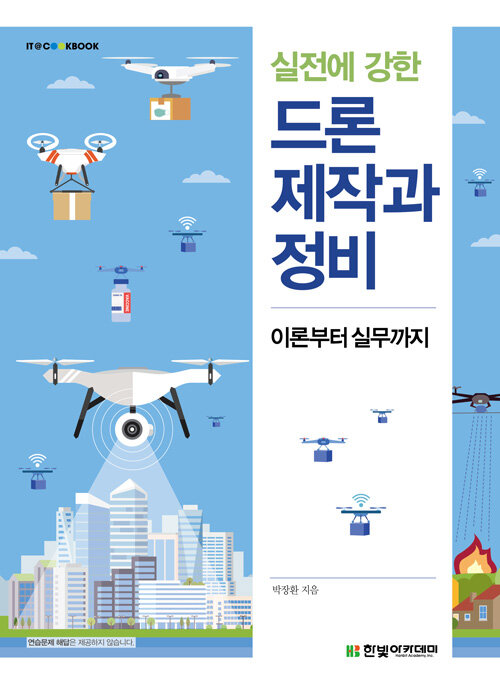 IT@COOKBOOK
실전에 강한
드론
제작과
정비
이론부터 실무까지
VACCINE
박장환 지음
연습문제 해답은 제공하지 않습니다.
한빛아카데미
Hanbit Academy, Inc.